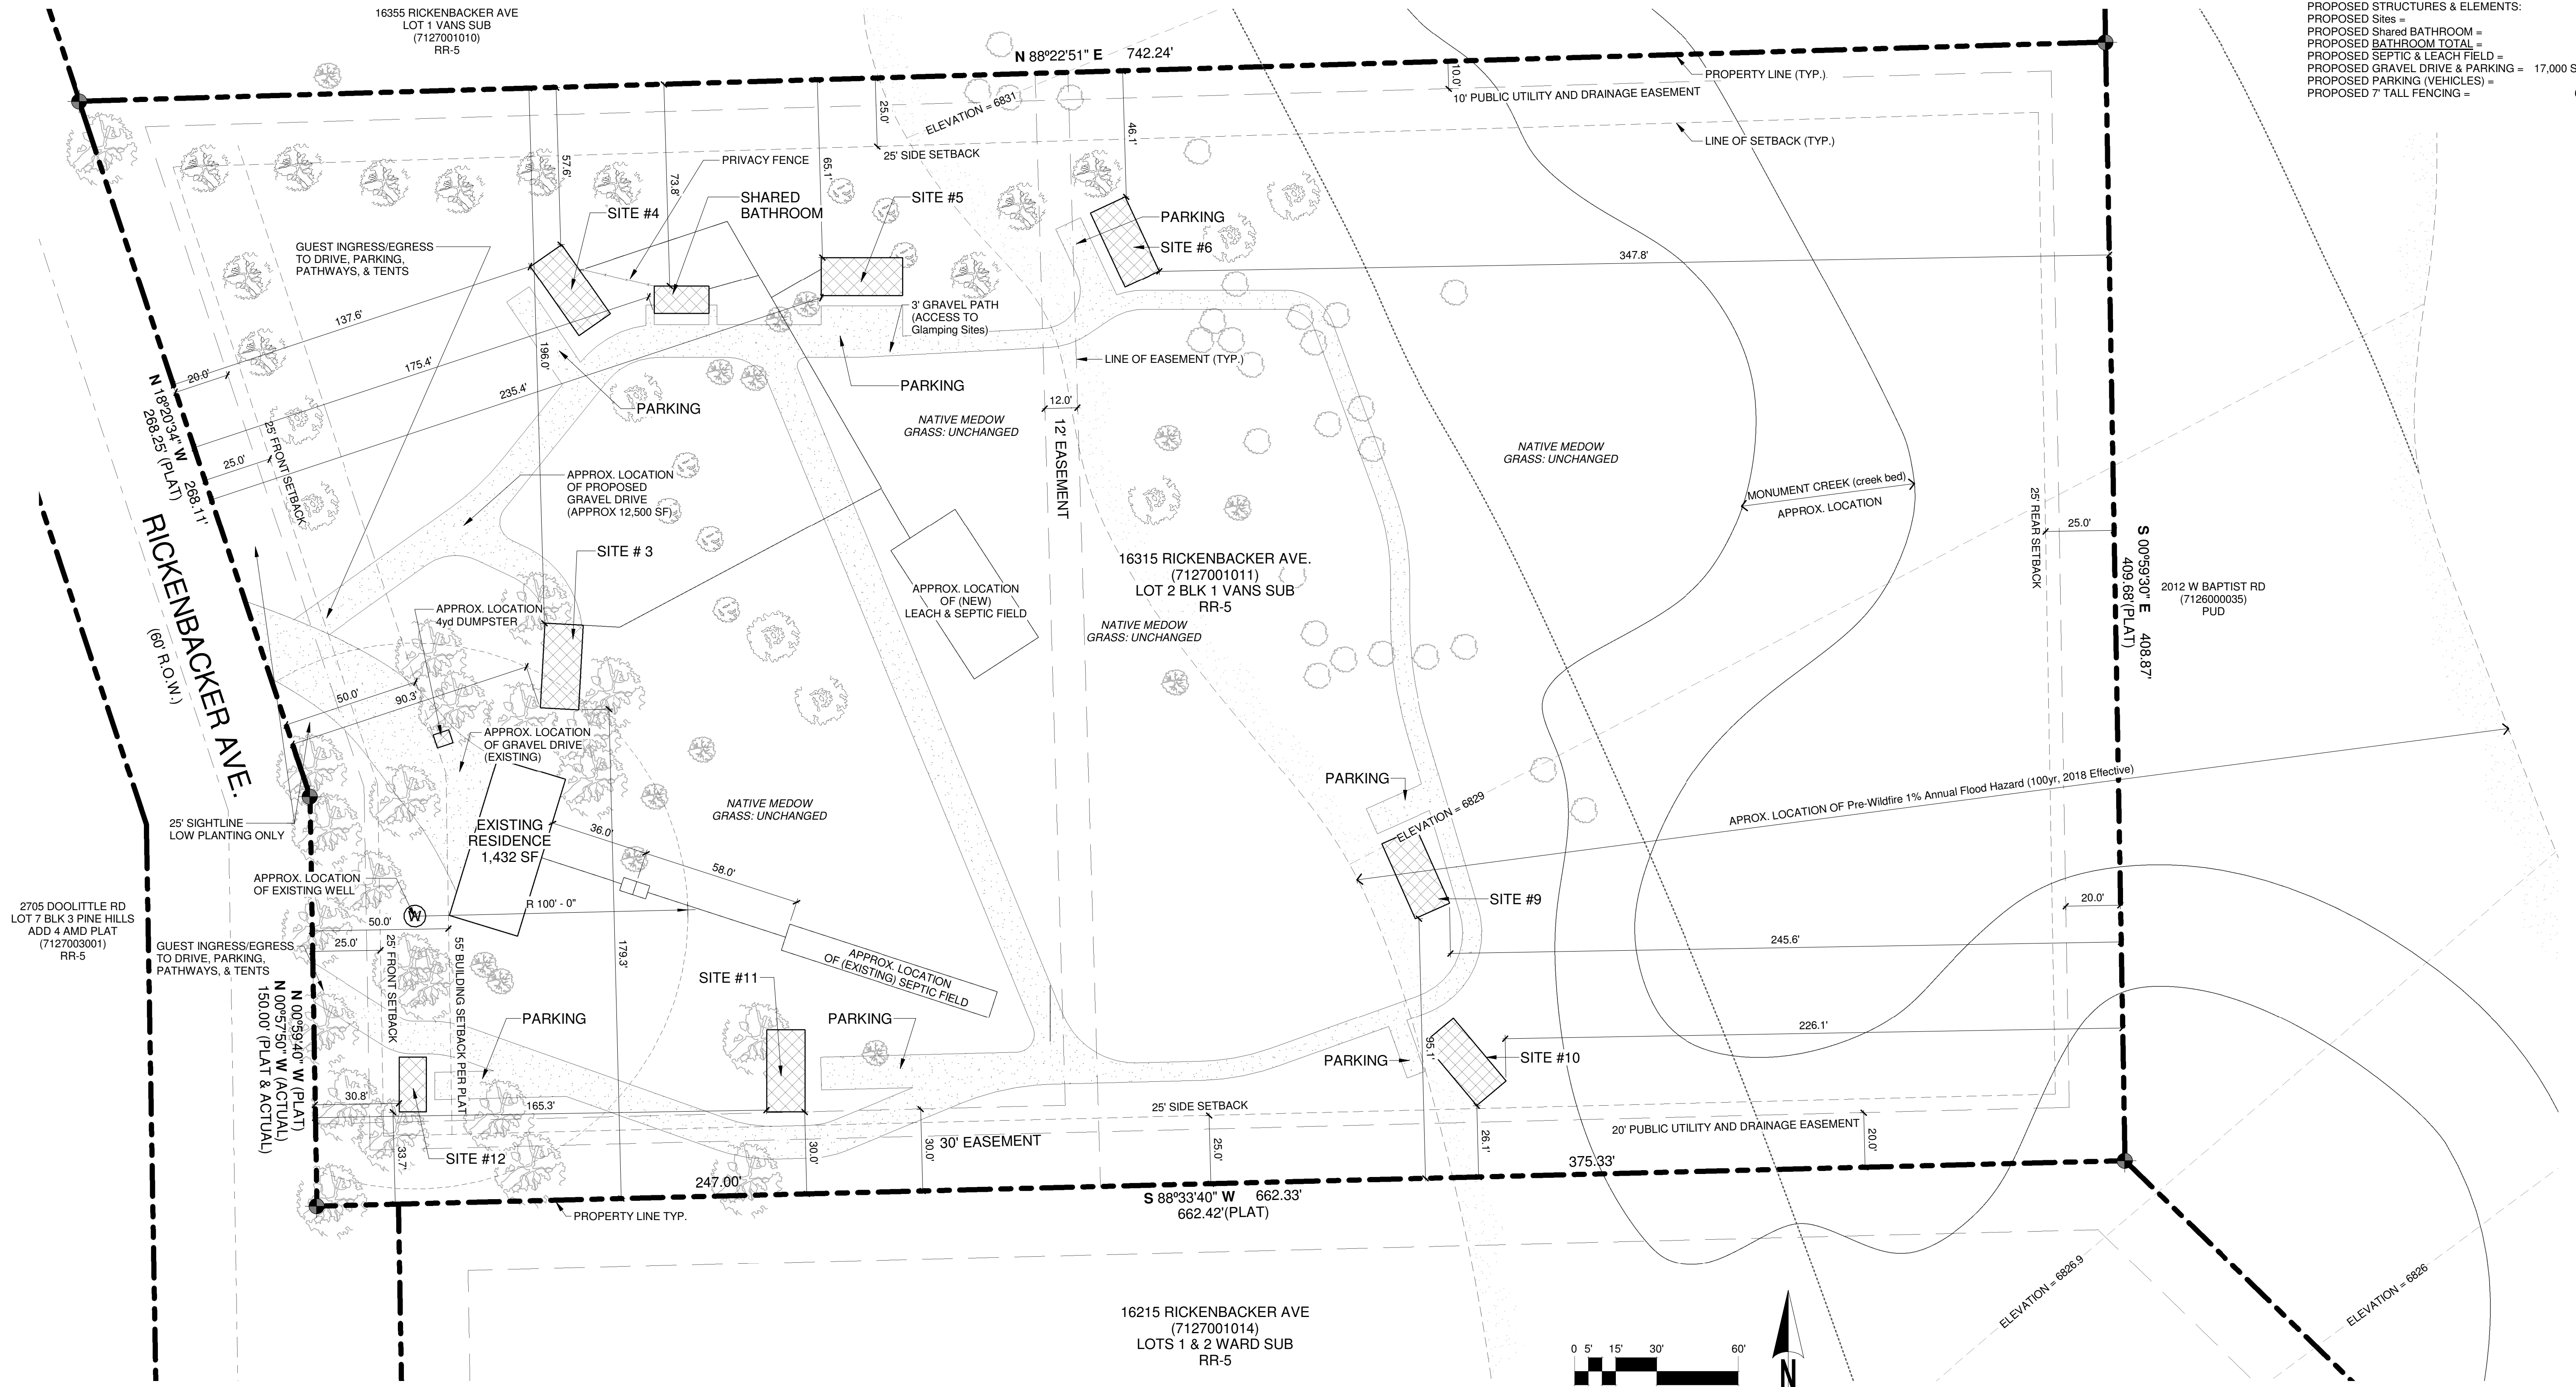 16355 RICKENBACKER AVE
LOT 1 VANS SUB
(7127001010)
RR-5
N 88º22'51" E 742.24'
PROPOSED STRUCTURES & ELEMENTS:
PROPOSED Sites =
PROPOSED Shared BATHROOM =
PROPOSED BATHROOM TOTAL =
PROPOSED SEPTIC & LEACH FIELD =
PROPOSED GRAVEL DRIVE & PARKING = 17,000 S
PROPOSED PARKING (VEHICLES) =
PROPOSED 7' TALL FENCING =
PROPERTY LINE (TYP.)
10.0'
10' PUBLIC UTILITY AND DRAINAGE EASEMENT
LINE OF SETBACK (TYP.)
ELEVATION = 6831
25.0'
25' SIDE SETBACK
46.1'
57.6'
73.8'
65.1'
PRIVACY FENCE
SITE #4
SHARED
BATHROOM
SITE #5
PARKING
SITE #6
GUEST INGRESS/EGRESS
TO DRIVE, PARKING,
PATHWAYS, & TENTS
347.8'
137.6'
175.4'
235.4'
196.0'
20.0'
25.0'
3' GRAVEL PATH
(ACCESS TO
Glamping Sites)
LINE OF EASEMENT (TYP.)
PARKING
PARKING
12.0'
12' EASEMENT
NATIVE MEDOW
GRASS: UNCHANGED
NATIVE MEDOW
GRASS: UNCHANGED
N 18º20'34" W 268.11'
268.25' (PLAT)
25' FRONT SETBACK
APPROX. LOCATION
OF PROPOSED
GRAVEL DRIVE
(APPROX 12,500 SF)
MONUMENT CREEK (creek bed)
APPROX. LOCATION
25' REAR SETBACK
25.0'
S 00º59'30" E 408.87'
409.68'(PLAT)
2012 W BAPTIST RD
(7126000035)
PUD
RICKENBACKER AVE.
(60' R.O.W.)
SITE # 3
16315 RICKENBACKER AVE.
(7127001011)
LOT 2 BLK 1 VANS SUB
RR-5
APPROX. LOCATION
OF (NEW)
LEACH & SEPTIC FIELD
NATIVE MEDOW
GRASS: UNCHANGED
APPROX. LOCATION
4yd DUMPSTER
50.0'
90.3'
APPROX. LOCATION
OF GRAVEL DRIVE
(EXISTING)
NATIVE MEDOW
GRASS: UNCHANGED
PARKING
ELEVATION = 6829
APROX. LOCATION OF Pre-Wildfire 1% Annual Flood Hazard (100yr, 2018 Effective)
25' SIGHTLINE
LOW PLANTING ONLY
EXISTING
RESIDENCE
1,432 SF
36.0'
58.0'
APPROX. LOCATION
OF EXISTING WELL
W
R 100' - 0"
SITE #9
20.0'
2705 DOOLITTLE RD
LOT 7 BLK 3 PINE HILLS
ADD 4 AMD PLAT
(7127003001)
RR-5
50.0'
25.0'
GUEST INGRESS/EGRESS
TO DRIVE, PARKING,
PATHWAYS, & TENTS
25' FRONT SETBACK
55' BUILDING SETBACK PER PLAT
179.3'
245.6'
APPROX. LOCATION
OF (EXISTING) SEPTIC FIELD
SITE #11
N 00º59'40" W (PLAT)
N 00º57'50" W (ACTUAL)
150.00' (PLAT & ACTUAL)
PARKING
PARKING
226.1'
95.1'
PARKING
SITE #10
30.8'
165.3'
33.7'
25' SIDE SETBACK
20' PUBLIC UTILITY AND DRAINAGE EASEMENT
SITE #12
30.0'
30.0'
30' EASEMENT
25.0'
26.1'
20.0'
247.00'
375.33'
S 88º33'40" W 662.33'
662.42'(PLAT)
PROPERTY LINE TYP.
16215 RICKENBACKER AVE
(7127001014)
LOTS 1 & 2 WARD SUB
RR-5
ELEVATION = 6826.9
ELEVATION = 6826
0 5' 15' 30' 60'
N